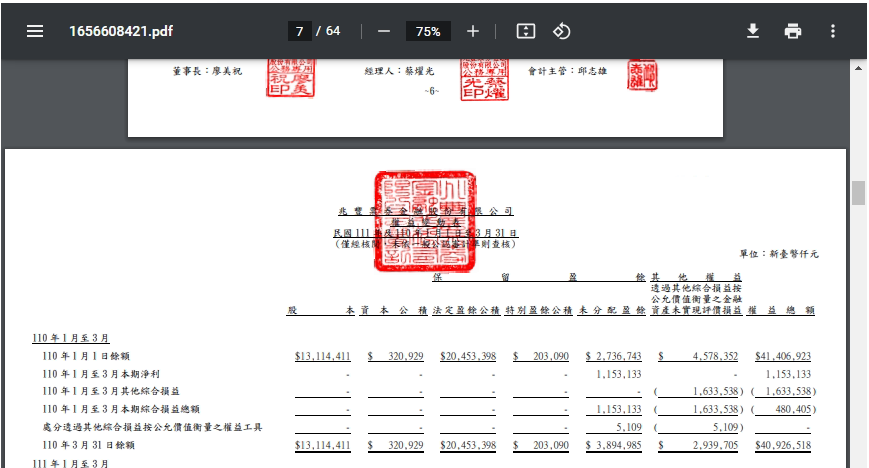 1656608421.pdf 7 / 64 75%
董事長：廖美祝 經理人：蔡燿光 會計主管：邱志雄
~6~
兆豐票券金融股份有限公司
權益變動表
民國111年及110年1月1日至3月31日
(僅經核閱，未依一般公認審計準則查核)
單位：新臺幣仟元
保留盈餘 其他權益
透過其他綜合損益按
公允價值衡量之金融
股本 資本公積 法定盈餘公積 特別盈餘公積 未分配盈餘 資產未實現評價損益 權益總額
110年1月至3月
110年1月1日餘額 $13,114,411 $ 320,929 $20,453,398 $ 203,090 $ 2,736,743 $ 4,578,352 $41,406,923
110年1月至3月本期淨利 - - - - 1,153,133 - 1,153,133
110年1月至3月其他綜合損益 - - - - - ( 1,633,538) ( 1,633,538)
110年1月至3月本期綜合損益總額 - - - - 1,153,133 ( 1,633,538) ( 480,405)
處分透過其他綜合損益按公允價值衡量之權益工具 - - - - 5,109 ( 5,109) -
110年3月31日餘額 $13,114,411 $ 320,929 $20,453,398 $ 203,090 $ 3,894,985 $ 2,939,705 $40,926,518
111年1月至3月